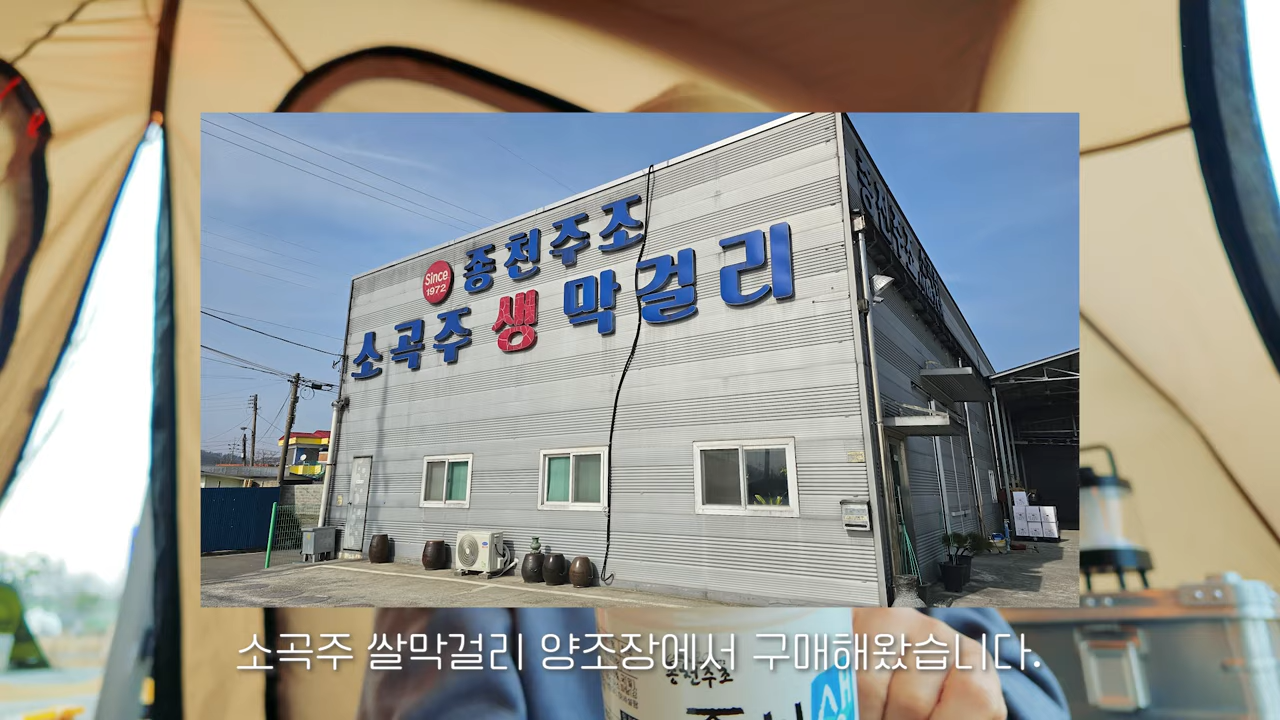 Since
1972
종천주조
소곡주 생 막걸리
소곡주 쌀막걸리 양조장에서 구매해왔습니다.
종천주조
생